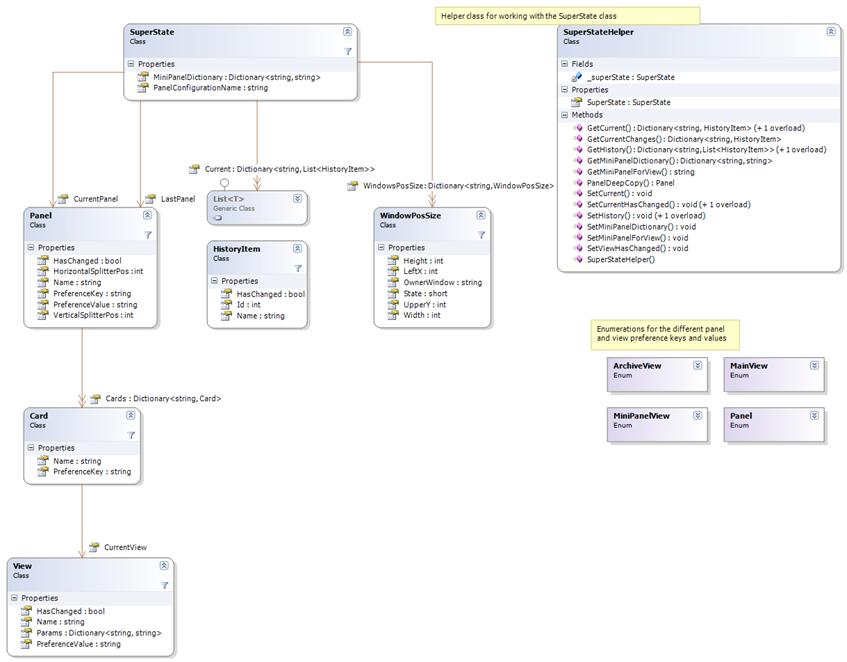 SuperState
Class
Properties
MiniPanelDictionary : Dictionary<string,string>
PanelConfigurationName : string
Helper class for working with the SuperState class
SuperStateHelper
Class
Fields
_superState : SuperState
Properties
SuperState : SuperState
Methods
GetCurrent() : Dictionary<string, HistoryItem> (+ 1 overload)
GetCurrentChanges() : Dictionary<string, HistoryItem>
GetHistory() : Dictionary<string,List<HistoryItem>> (+ 1 overload)
GetMiniPanelDictionary() : Dictionary<string,string>
GetMiniPanelForView() : string
PanelDeepCopy() : Panel
SetCurrent() : void
SetCurrentHasChanged() : void (+ 1 overload)
SetHistory() : void (+ 1 overload)
SetMiniPanelDictionary() : void
SetMiniPanelForView() : void
SetViewHasChanged() : void
SuperStateHelper()
Current : Dictionary<string,List<HistoryItem>>
WindowsPosSize : Dictionary<string,WindowPosSize>
CurrentPanel
LastPanel
Panel
Class
Properties
HasChanged : bool
HorizontalSplitterPos : int
Name : string
PreferenceKey : string
PreferenceValue : string
VerticalSplitterPos : int
List<T>
Generic Class
HistoryItem
Class
Properties
HasChanged : bool
Id : int
Name : string
WindowPosSize
Class
Properties
Height : int
LeftX : int
OwnerWindow : string
State : short
UpperY : int
Width : int
Enumerations for the different panel
and view preference keys and values
ArchiveView
Enum
MainView
Enum
MiniPanelView
Enum
Panel
Enum
Cards : Dictionary<string, Card>
Card
Class
Properties
Name : string
PreferenceKey : string
CurrentView
View
Class
Properties
HasChanged : bool
Name : string
Params : Dictionary<string, string>
PreferenceValue : string